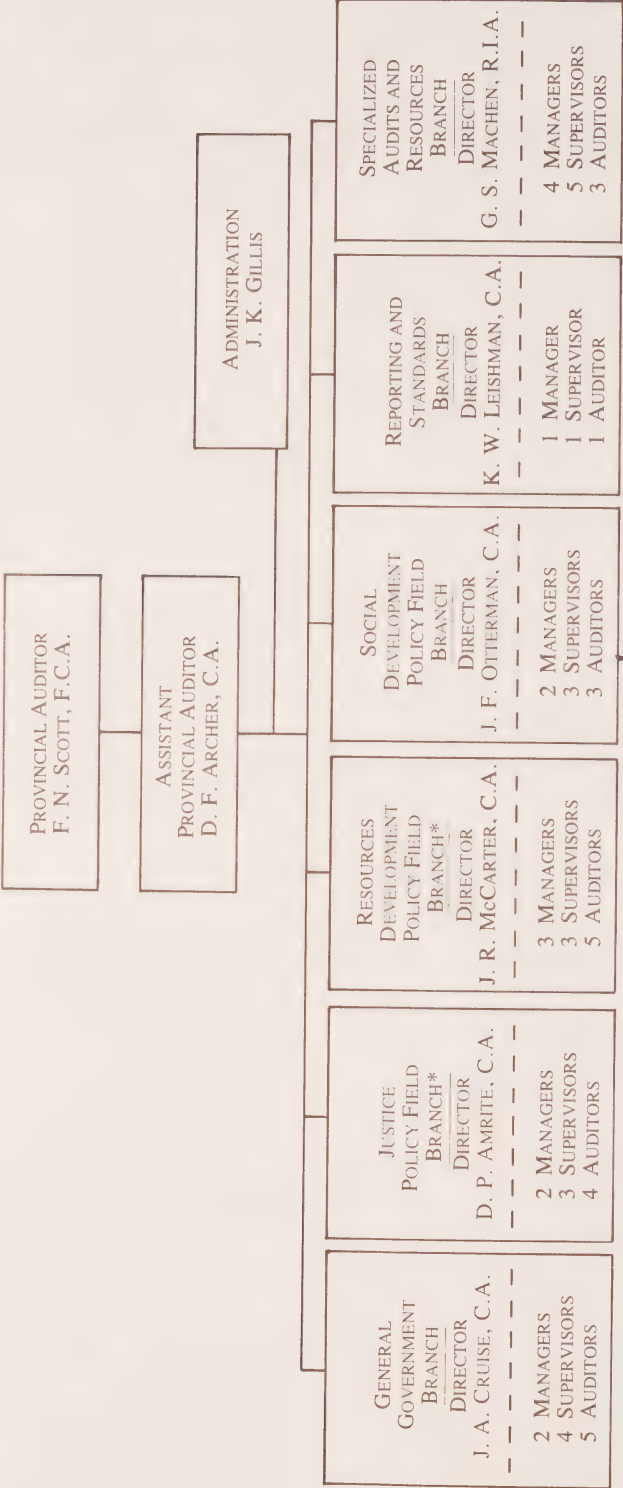 PROVINCIAL AUDITOR
F. N. SCOTT, F.C.A.
ASSISTANT
PROVINCIAL AUDITOR
D. F. ARCHER, C.A.
ADMINISTRATION
J. K. GILLIS
GENERAL
GOVERNMENT
BRANCH
DIRECTOR
J. A. CRUISE, C.A.
2 MANAGERS
4 SUPERVISORS
5 AUDITORS
JUSTICE
POLICY FIELD
BRANCH*
DIRECTOR
D. P. AMRITE, C.A.
2 MANAGERS
3 SUPERVISORS
4 AUDITORS
RESOURCES
DEVELOPMENT
POLICY FIELD
BRANCH*
DIRECTOR
J. R. MCCARTER, C.A.
3 MANAGERS
3 SUPERVISORS
5 AUDITORS
SOCIAL
DEVELOPMENT
POLICY FIELD
BRANCH
DIRECTOR
J. F. OTTERMAN, C.A.
2 MANAGERS
3 SUPERVISORS
3 AUDITORS
REPORTING AND
STANDARDS
BRANCH
DIRECTOR
K. W. LEISHMAN, C.A.
1 MANAGER
1 SUPERVISOR
1 AUDITOR
SPECIALIZED
AUDITS AND
RESOURCES
BRANCH
DIRECTOR
G. S. MACHEN, R.I.A.
4 MANAGERS
5 SUPERVISORS
3 AUDITORS